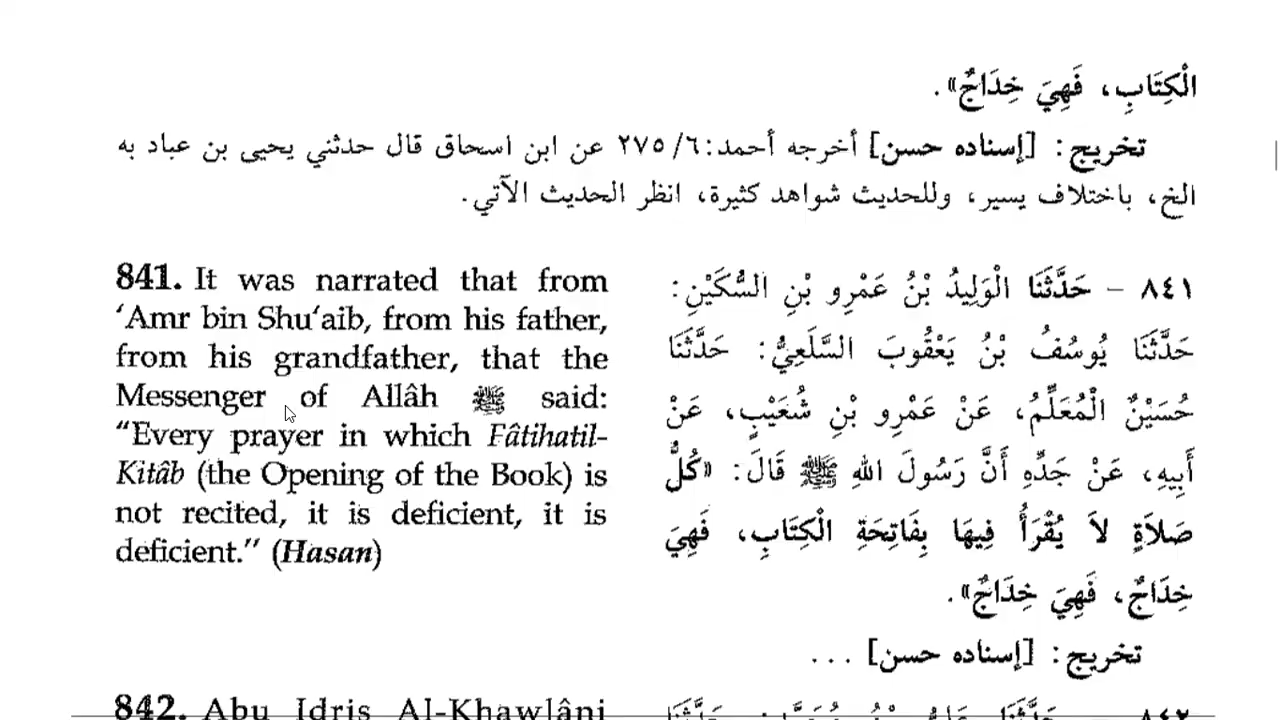 الْكِتَابِ، فَهِيَ خِدَاجٌ».
تخريج: [إسناده حسن] أخرجه أحمد: ٦/ ٢٧٥ عن ابن اسحاق قال حدثني يحيى بن عباد به
الخ، باختلاف يسير، وللحديث شواهد كثيرة، انظر الحديث الآتي.
841. It was narrated that from
‘Amr bin Shu‘aib, from his father,
from his grandfather, that the
Messenger of Allâh ﷺ said:
“Every prayer in which Fâtihatil-
Kitâb (the Opening of the Book) is
not recited, it is deficient, it is
deficient.” (Hasan)
842. Abu Idris Al-Khawlâni
٨٤١ – حَدَّثَنَا الْوَلِيدُ بْنُ عَمْرِو بْنِ السُّكَيْنِ:
حَدَّثَنَا يُوسُفُ بْنُ يَعْقُوبَ السَّلَعِيُّ: حَدَّثَنَا
حُسَيْنٌ الْمُعَلِّمُ، عَنْ عَمْرِو بْنِ شُعَيْبٍ، عَنْ
أَبِيهِ، عَنْ جَدِّهِ أَنَّ رَسُولَ اللهِ ﷺ قَالَ: «كُلُّ
صَلاَةٍ لاَ يُقْرَأُ فِيهَا بِفَاتِحَةِ الْكِتَابِ، فَهِيَ
خِدَاجٌ، فَهِيَ خِدَاجٌ».
تخريج: [إسناده حسن] ...
٨٤٢ – حَدَّثَنَا